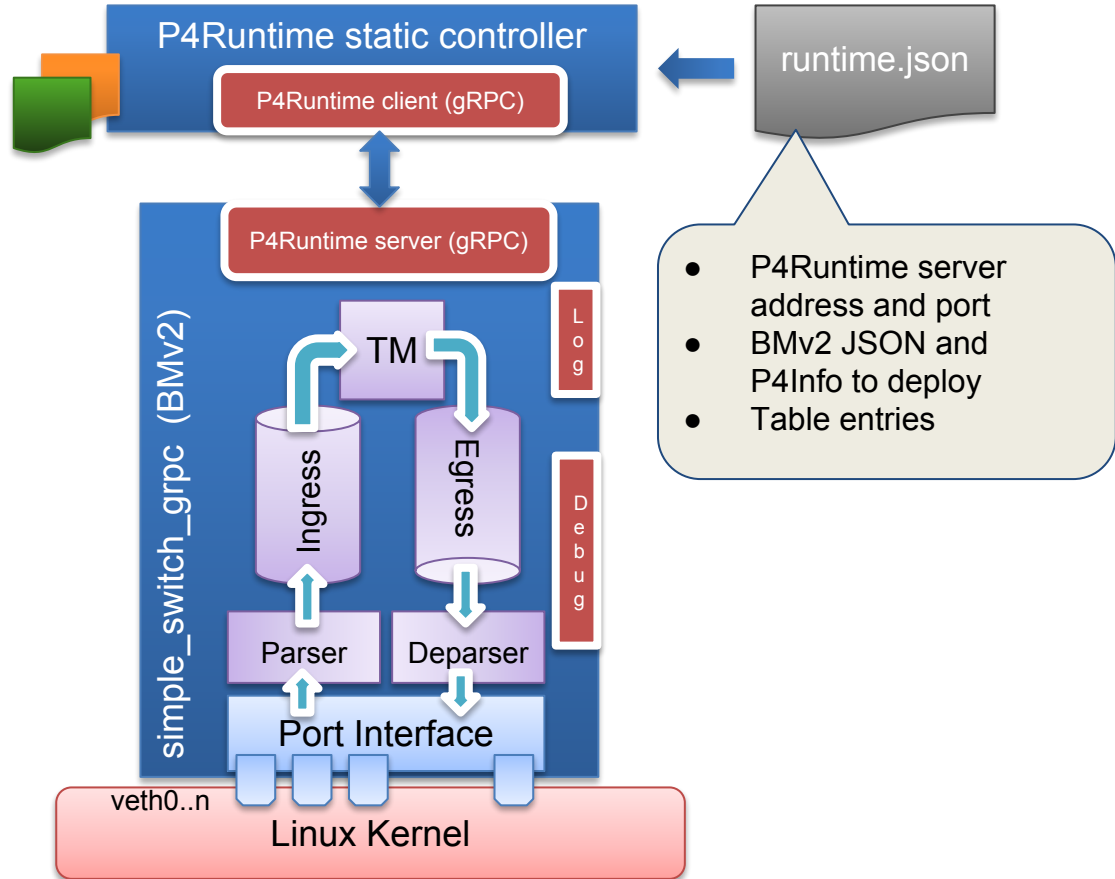 P4Runtime static controller
runtime.json
P4Runtime client (gRPC)
P4Runtime server (gRPC)
● P4Runtime server
address and port
● BMv2 JSON and
P4Info to deploy
● Table entries
simple_switch_grpc (BMv2)
TM
Log
Ingress
Egress
Debug
Parser
Deparser
Port Interface
veth0..n
Linux Kernel